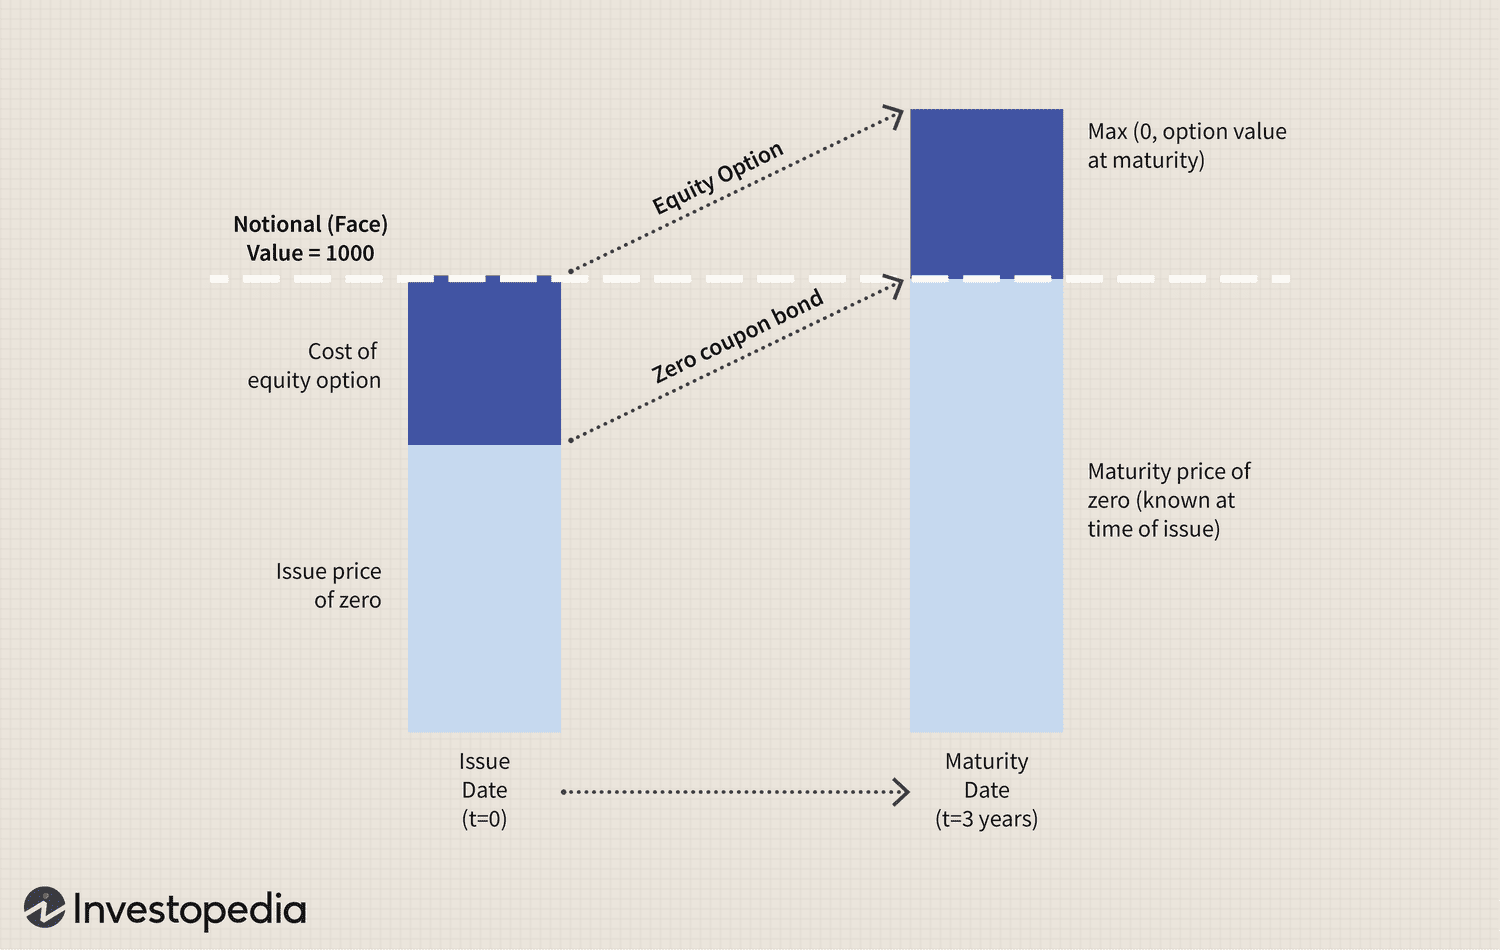 Max (0, option value
at maturity)
Equity Option
Notional (Face)
Value = 1000
Zero coupon bond
Cost of
equity option
Maturity price of
zero (known at
time of issue)
Issue price
of zero
Issue
Date
(t=0)
Maturity
Date
(t=3 years)
Investopedia